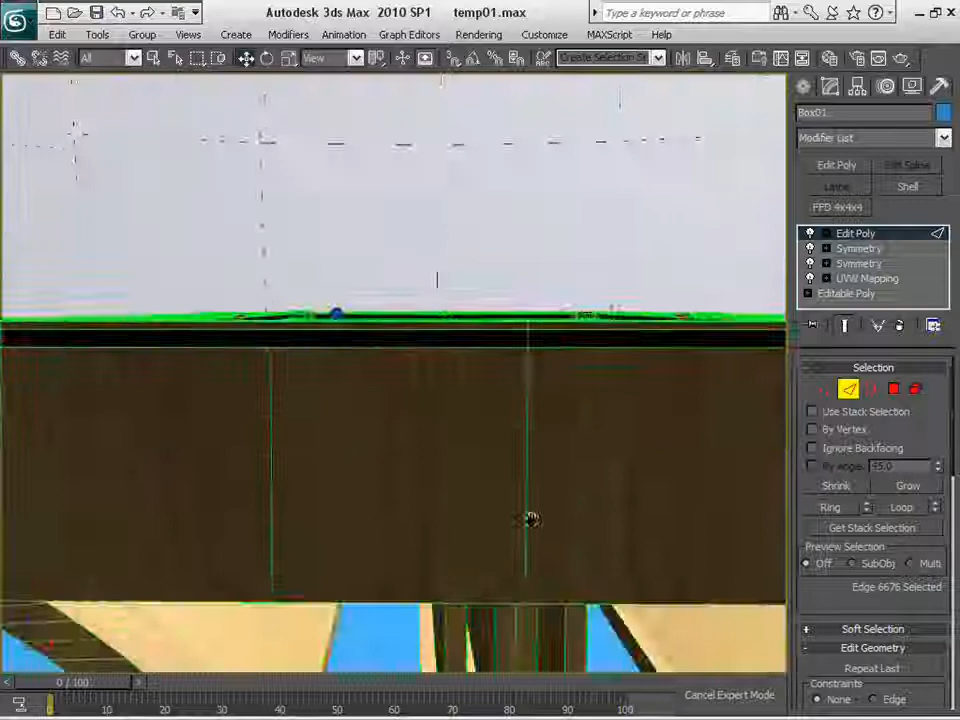 Autodesk 3ds Max 2010 SP1 temp01.max
Type a keyword or phrase
Edit Tools Group Views Create Modifiers Animation Graph Editors Rendering Customize MAXScript Help
All View Create Selection Se
Box01
Modifier List
Edit Poly Edit Spline
Lathe Shell
FFD 4x4x4
Edit Poly
Symmetry
Symmetry
UVW Mapping
Editable Poly
Selection
Use Stack Selection
By Vertex
Ignore Backfacing
By angle: 45.0
Shrink Grow
Ring Loop
Get Stack Selection
Preview Selection
Off SubObj Multi
Edge 6676 Selected
+ Soft Selection
- Edit Geometry
Repeat Last
Constraints
None Edge
< 0 / 100 >
0 10 20 30 40 50 60 70 80 90 100
Cancel Expert Mode